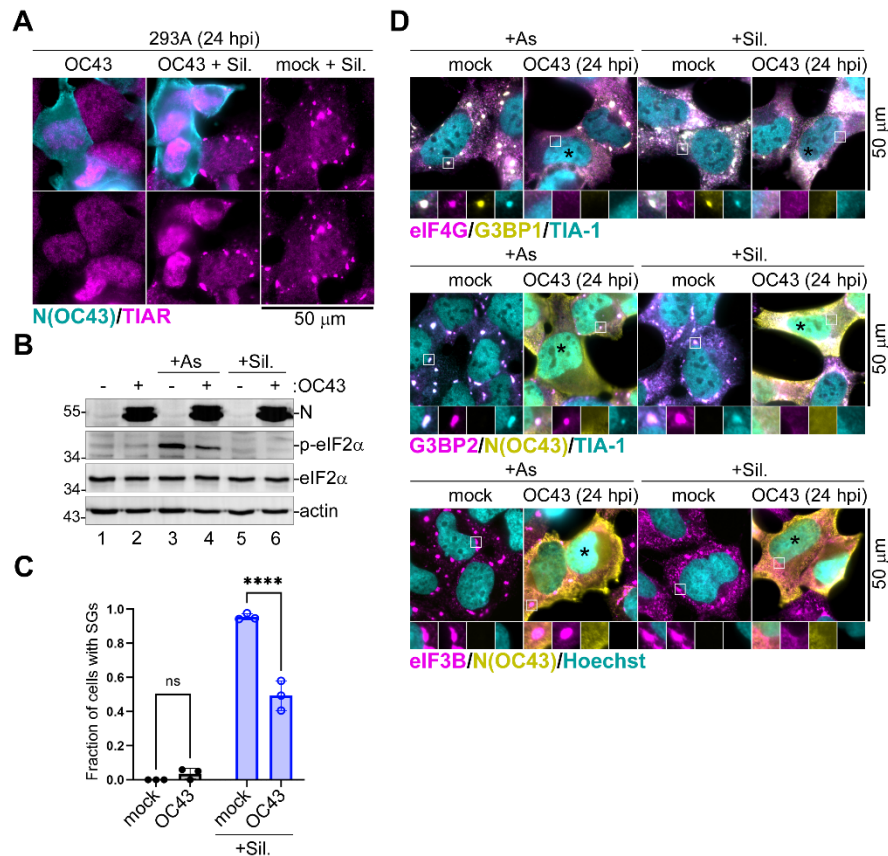 A
293A (24 hpi)
OC43 OC43 + Sil. mock + Sil.
N(OC43)/TIAR 50 μm
B
+As +Sil.
- + - + - + :OC43
55 -N
34 -p-eIF2α
34 -eIF2α
43 -actin
1 2 3 4 5 6
C
Fraction of cells with SGs
1.0
0.8
0.6
0.4
0.2
0.0
ns
****
mock OC43 mock OC43
+Sil.
D
+As +Sil.
mock OC43 (24 hpi) mock OC43 (24 hpi)
* *
50 μm
eIF4G/G3BP1/TIA-1
+As +Sil.
mock OC43 (24 hpi) mock OC43 (24 hpi)
* *
50 μm
G3BP2/N(OC43)/TIA-1
+As +Sil.
mock OC43 (24 hpi) mock OC43 (24 hpi)
* *
50 μm
eIF3B/N(OC43)/Hoechst